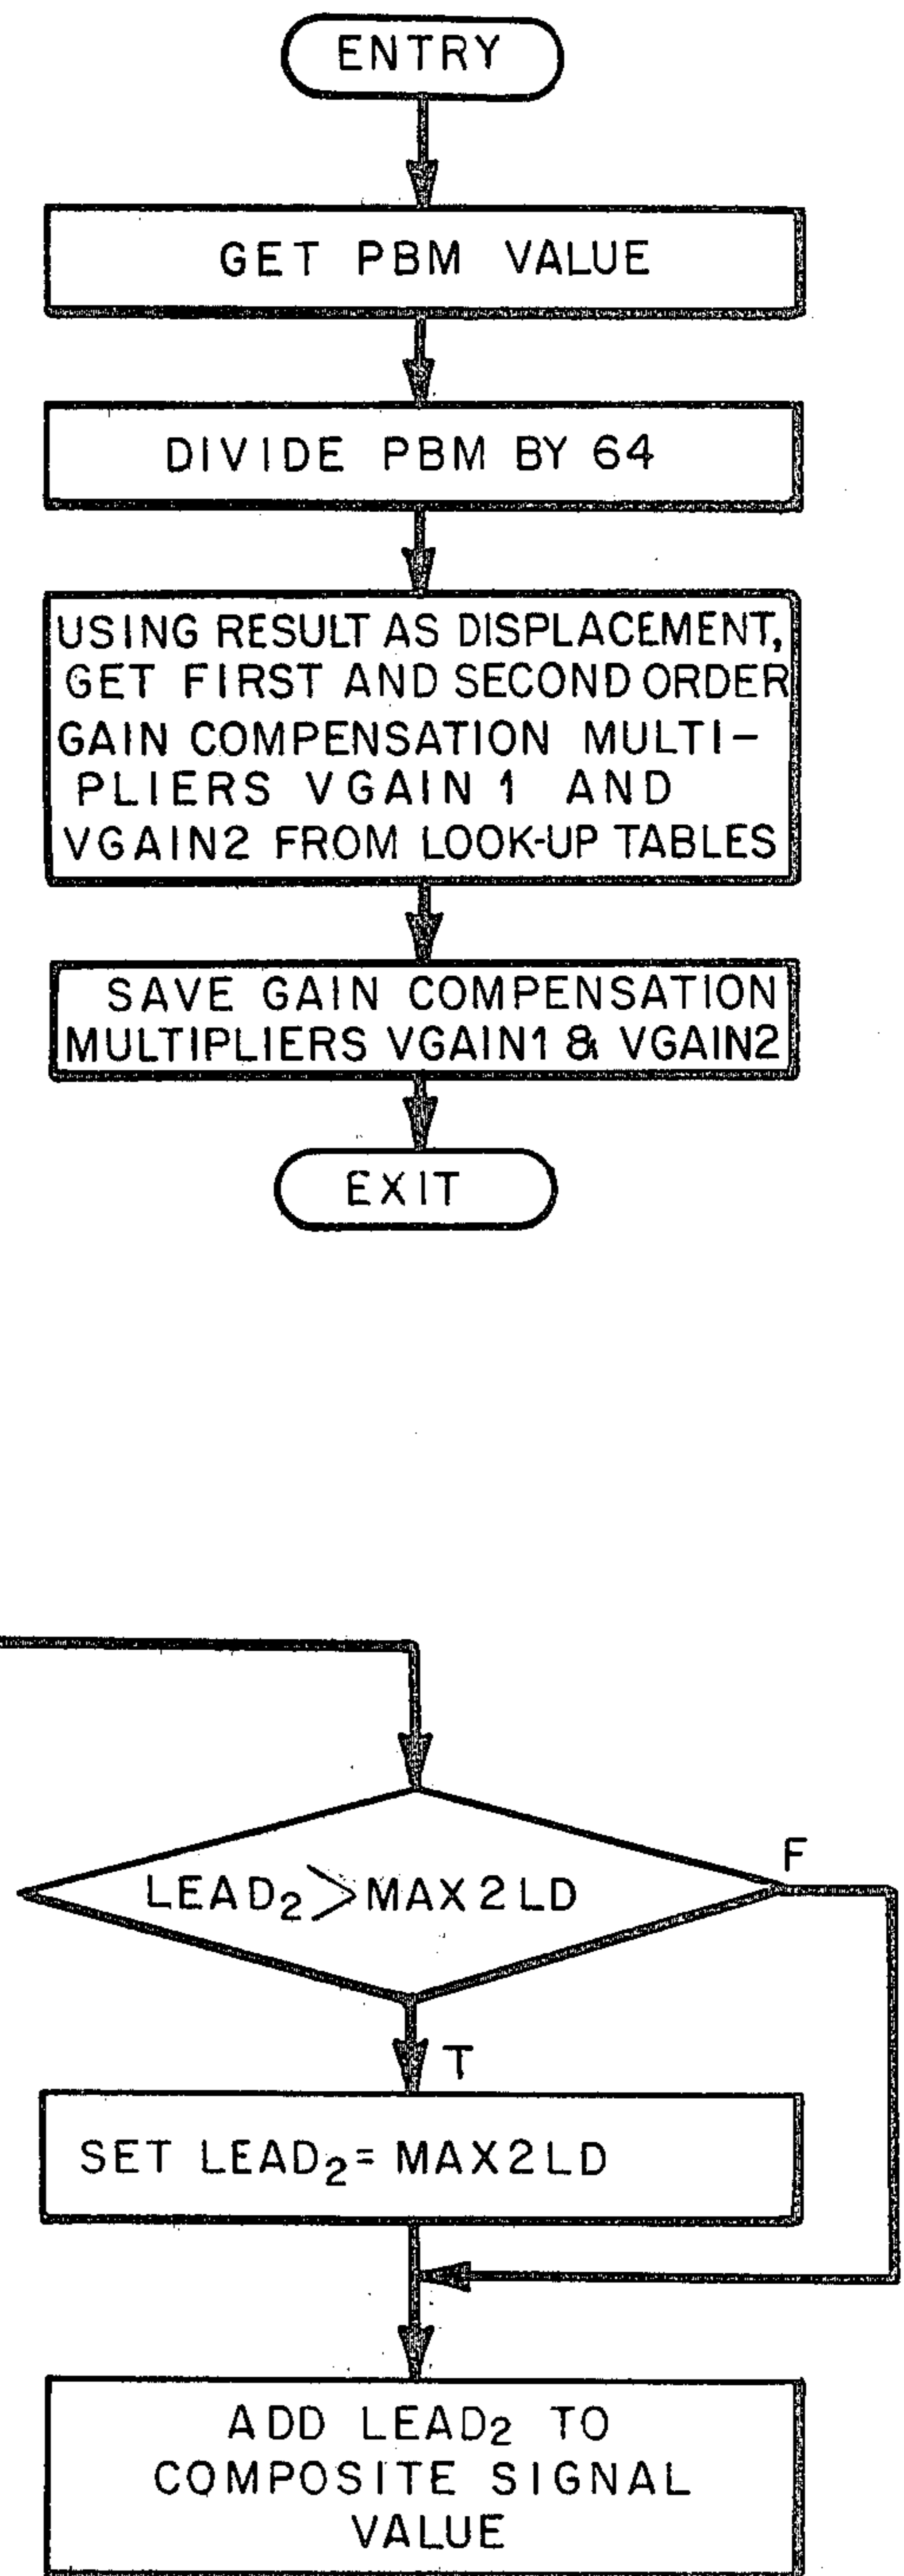 ENTRY
GET PBM VALUE
DIVIDE PBM BY 64
USING RESULT AS DISPLACEMENT,
GET FIRST AND SECOND ORDER
GAIN COMPENSATION MULTI-
PLIERS VGAIN 1 AND
VGAIN2 FROM LOOK-UP TABLES
SAVE GAIN COMPENSATION
MULTIPLIERS VGAIN1 & VGAIN2
EXIT
F
LEAD₂>MAX2LD
T
SET LEAD₂= MAX2LD
ADD LEAD₂ TO
COMPOSITE SIGNAL
VALUE